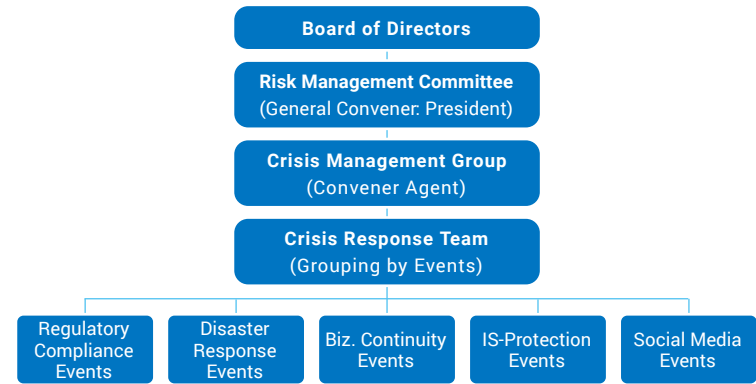 Board of Directors
Risk Management Committee
(General Convener: President)
Crisis Management Group
(Convener Agent)
Crisis Response Team
(Grouping by Events)
Regulatory
Compliance
Events
Disaster
Response
Events
Biz. Continuity
Events
IS-Protection
Events
Social Media
Events